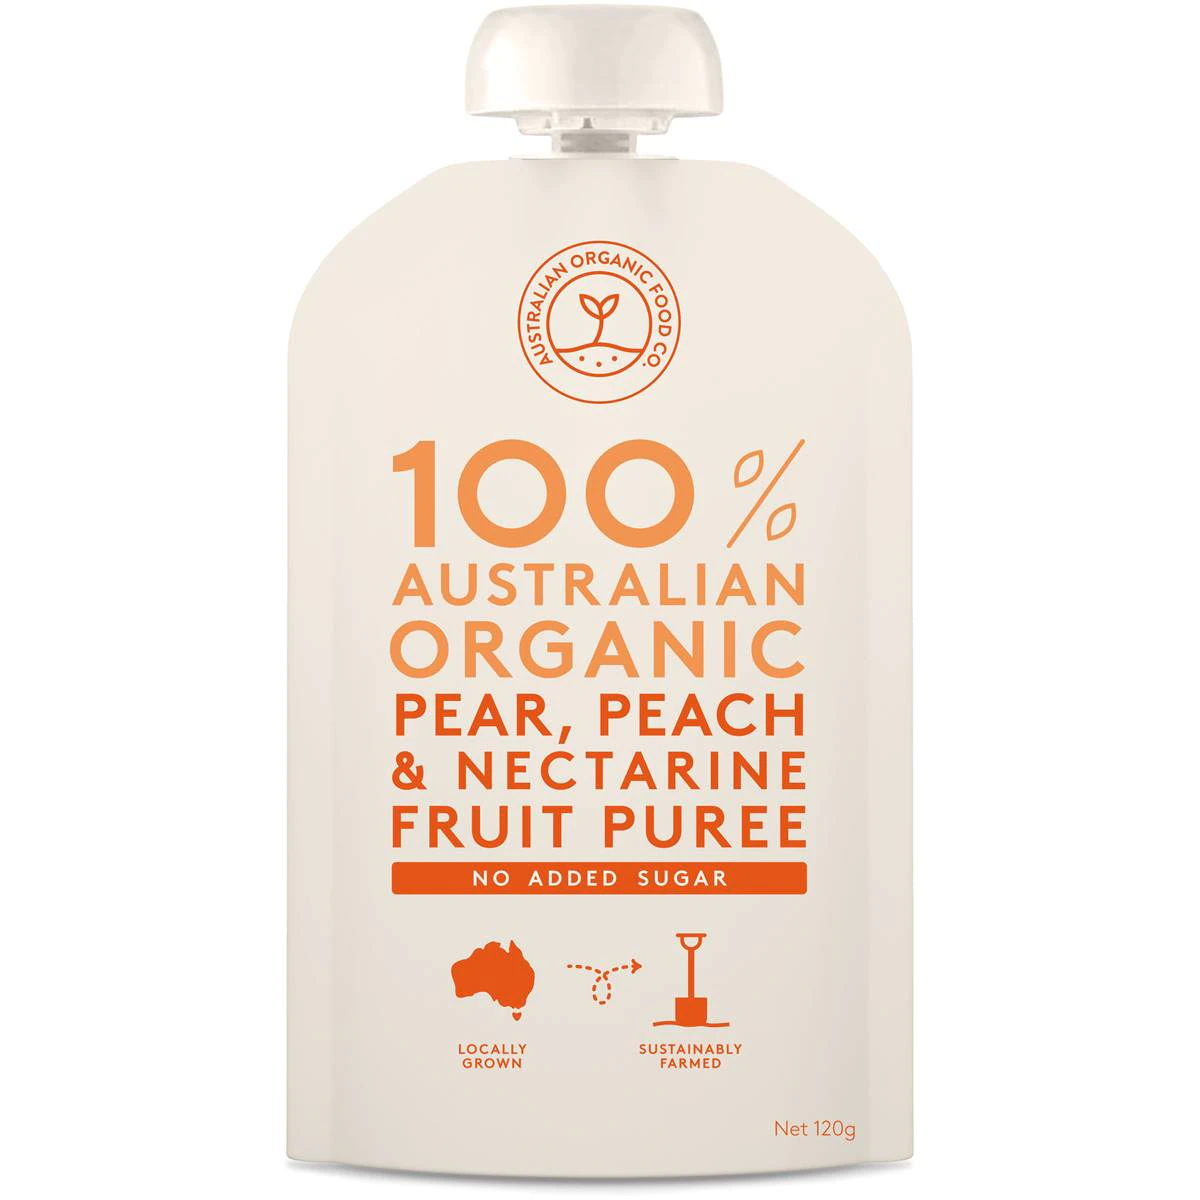 AUSTRALIAN ORGANIC FOOD CO.
100%
AUSTRALIAN
ORGANIC
PEAR, PEACH
& NECTARINE
FRUIT PUREE
NO ADDED SUGAR
LOCALLY
GROWN
SUSTAINABLY
FARMED
Net 120g